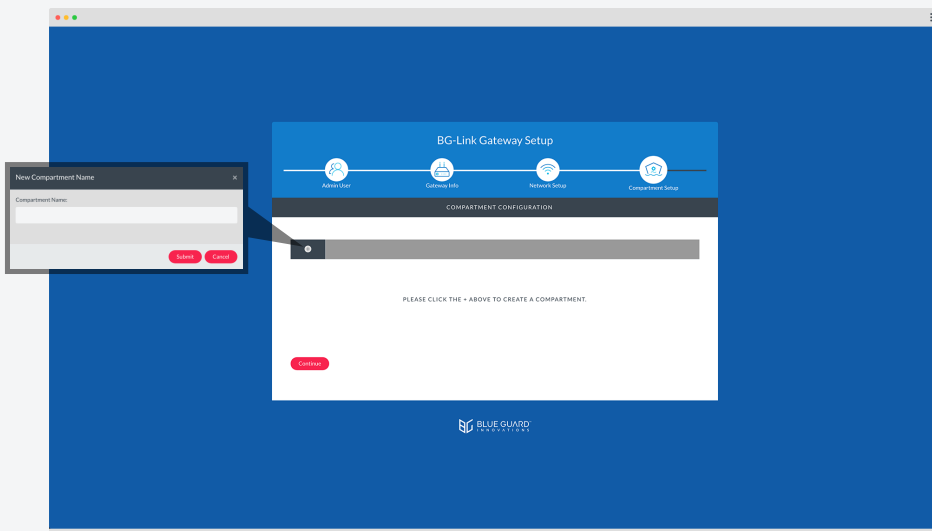 BG-Link Gateway Setup
Admin User
Gateway Info
Network Setup
Compartment Setup
COMPARTMENT CONFIGURATION
New Compartment Name ×
Compartment Name:
Submit Cancel
PLEASE CLICK THE + ABOVE TO CREATE A COMPARTMENT.
Continue
BG BLUE GUARD
INNOVATIONS